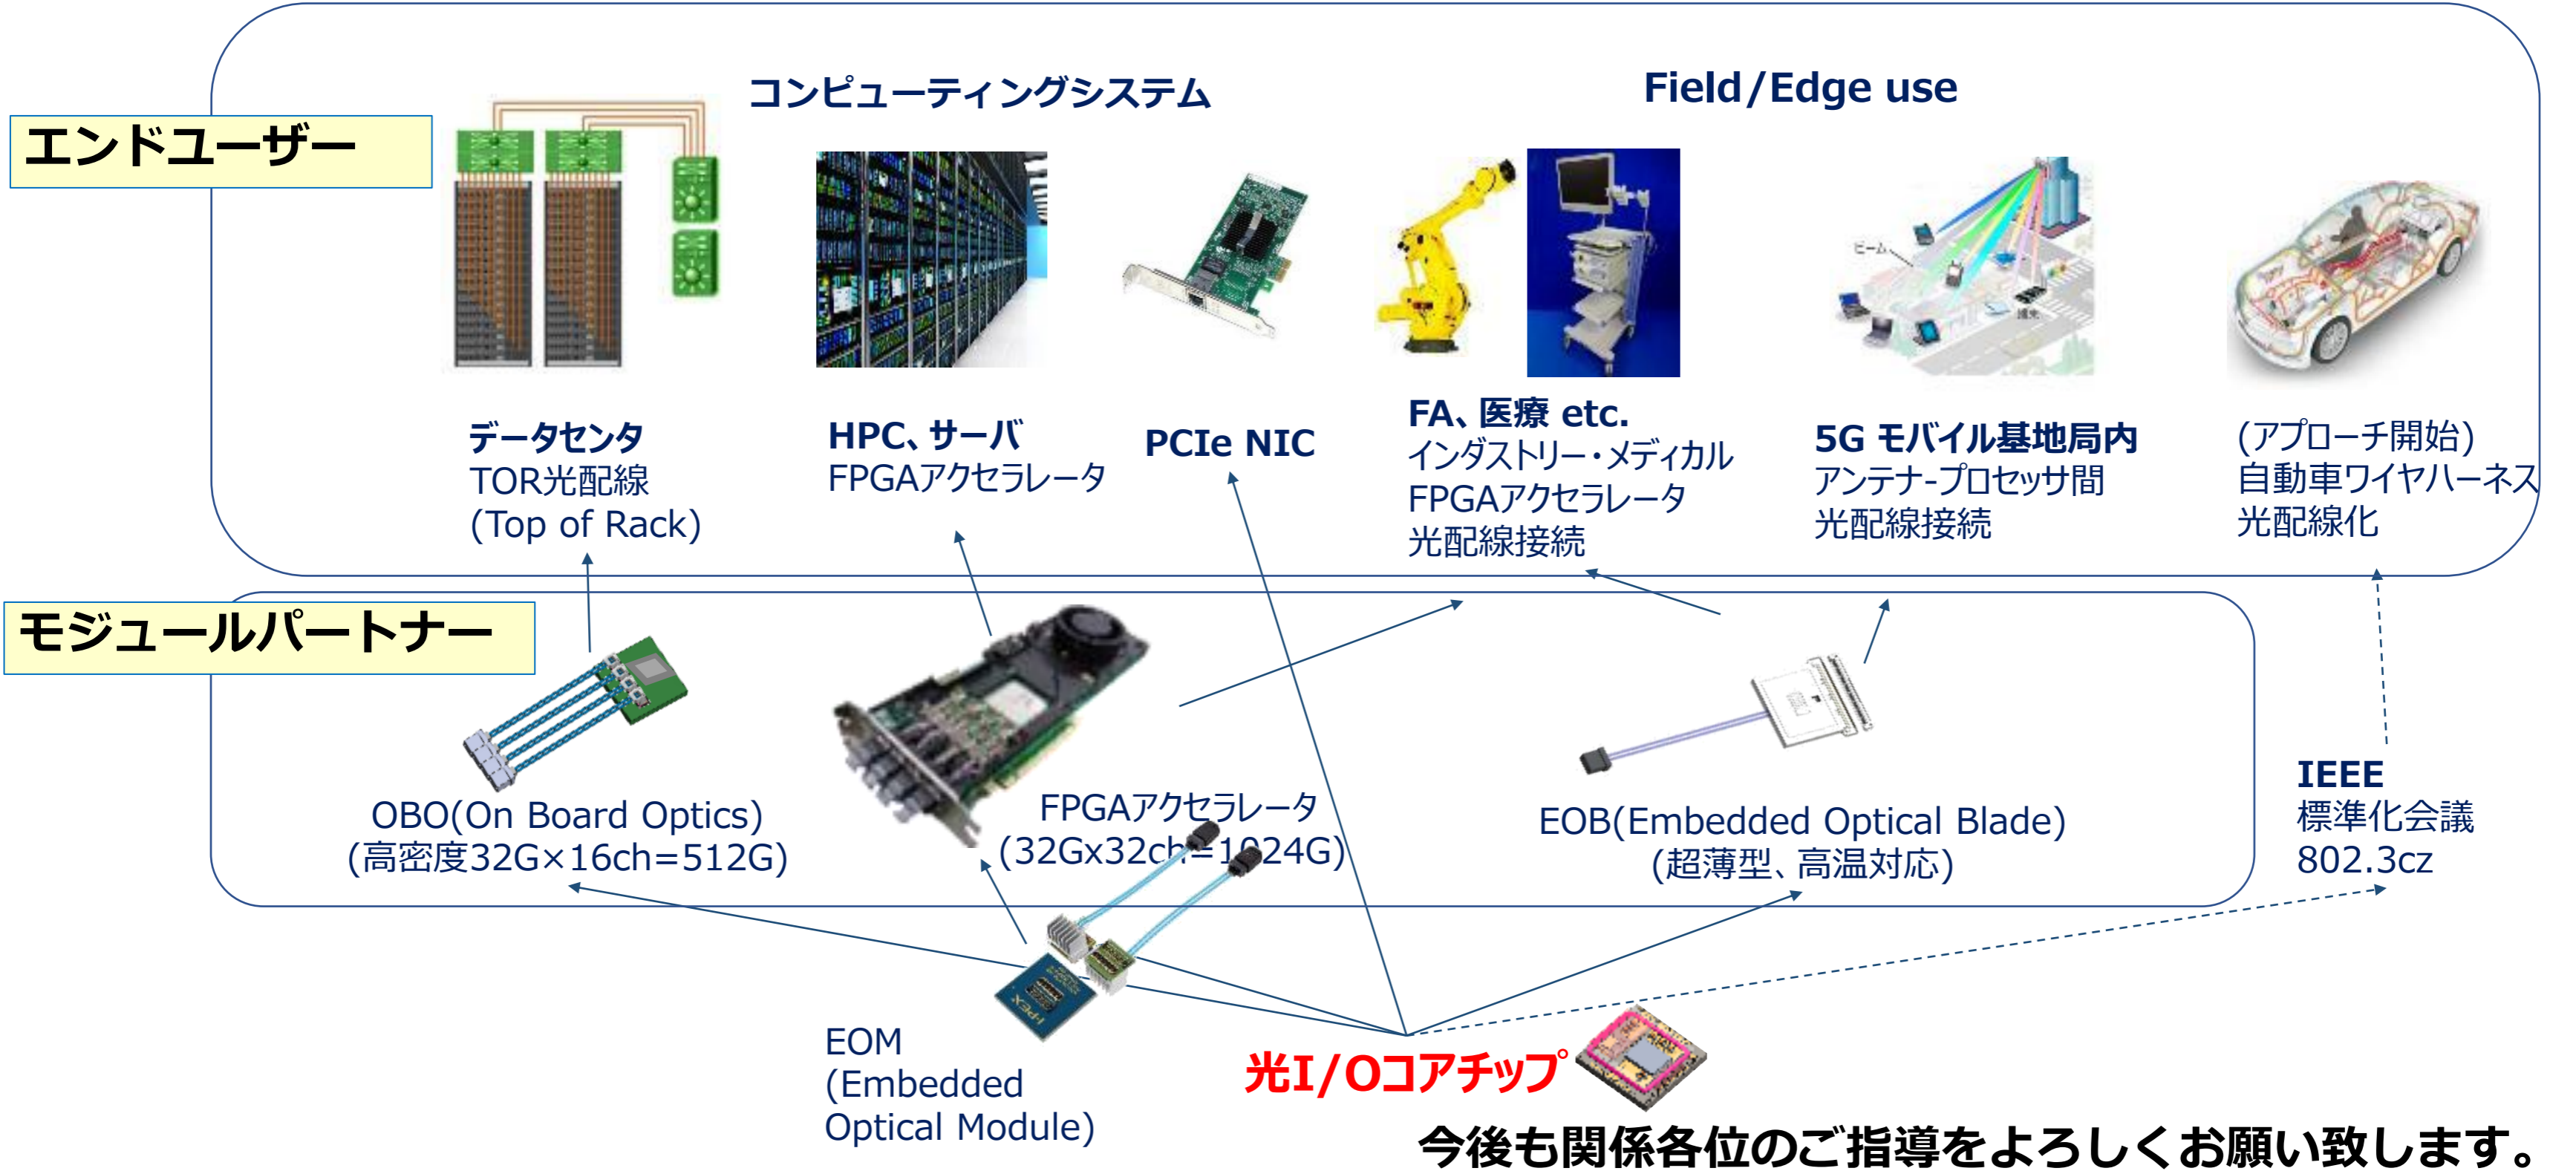 コンピューティングシステム
Field/Edge use
エンドユーザー
ビーム
データセンタ
TOR光配線
(Top of Rack)
HPC、サーバ
FPGAアクセラレータ
PCIe NIC
FA、医療 etc.
インダストリー・メディカル
FPGAアクセラレータ
光配線接続
5G モバイル基地局内
アンテナ-プロセッサ間
光配線接続
(アプローチ開始)
自動車ワイヤハーネス
光配線化
モジュールパートナー
OBO(On Board Optics)
(高密度32G×16ch=512G)
FPGAアクセラレータ
(32Gx32ch=1024G)
EOB(Embedded Optical Blade)
(超薄型、高温対応)
IEEE
標準化会議
802.3cz
I-PEX
EOM
(Embedded
Optical Module)
光I/Oコアチップ
今後も関係各位のご指導をよろしくお願い致します。